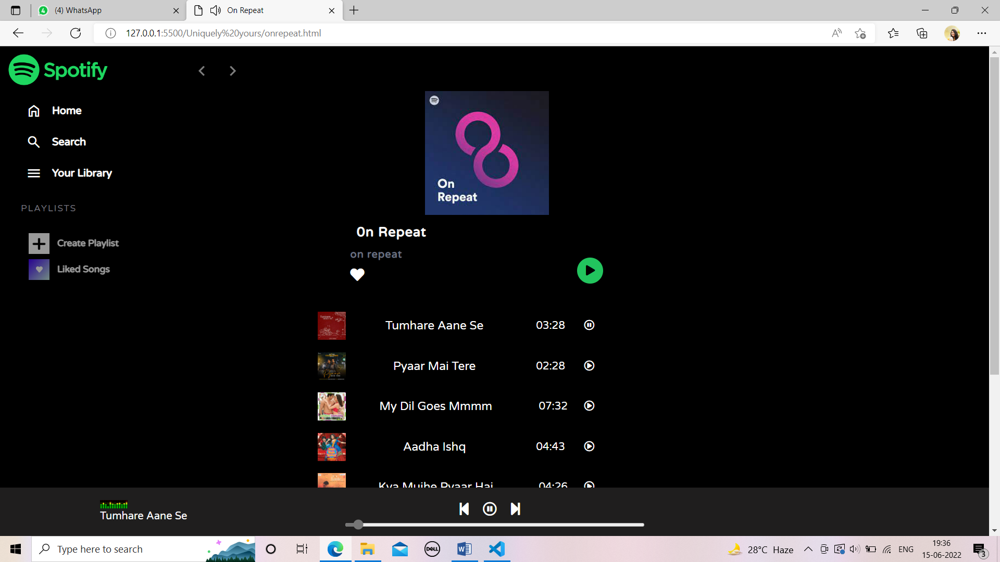 (4) WhatsApp
On Repeat
127.0.0.1:5500/Uniquely%20yours/onrepeat.html
Spotify
Home
Search
Your Library
PLAYLISTS
Create Playlist
Liked Songs
On
Repeat
0n Repeat
on repeat
Tumhare Aane Se 03:28
Pyaar Mai Tere 02:28
My Dil Goes Mmmm 07:32
Aadha Ishq 04:43
Kya Mujhe Pyaar Hai 04:26
Tumhare Aane Se
Type here to search
DELL
28°C Haze
ENG
19:36
15-06-2022
3